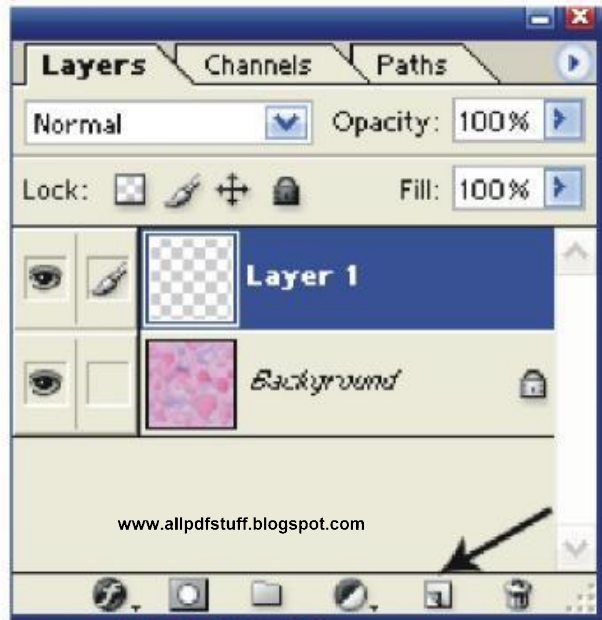 Layers Channels Paths
Normal Opacity: 100%
Lock: Fill: 100%
Layer 1
Background
www.allpdfstuff.blogspot.com